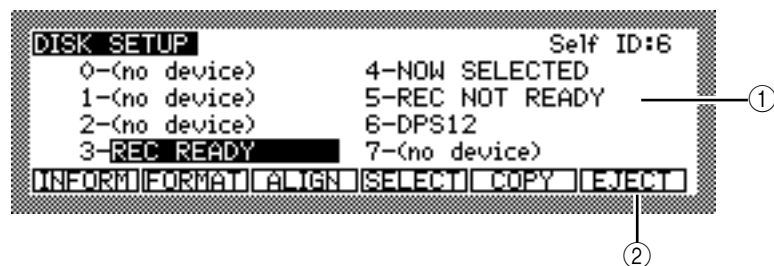 DISK SETUP Self ID:6
0-(no device) 4-NOW SELECTED
1-(no device) 5-REC NOT READY ①
2-(no device) 6-DPS12
3-REC READY 7-(no device)
INFORM FORMAT ALIGN SELECT COPY EJECT
②